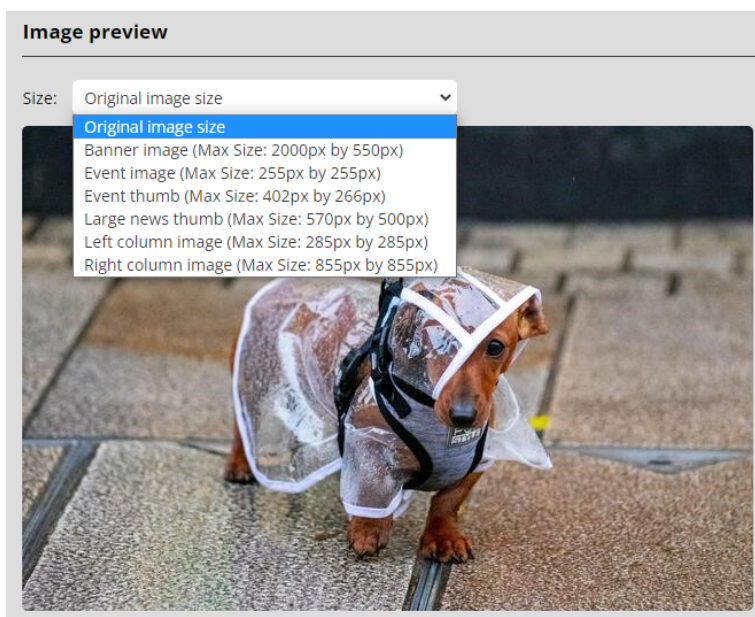 Image preview
Size: Original image size
Original image size
Banner image (Max Size: 2000px by 550px)
Event image (Max Size: 255px by 255px)
Event thumb (Max Size: 402px by 266px)
Large news thumb (Max Size: 570px by 500px)
Left column image (Max Size: 285px by 285px)
Right column image (Max Size: 855px by 855px)